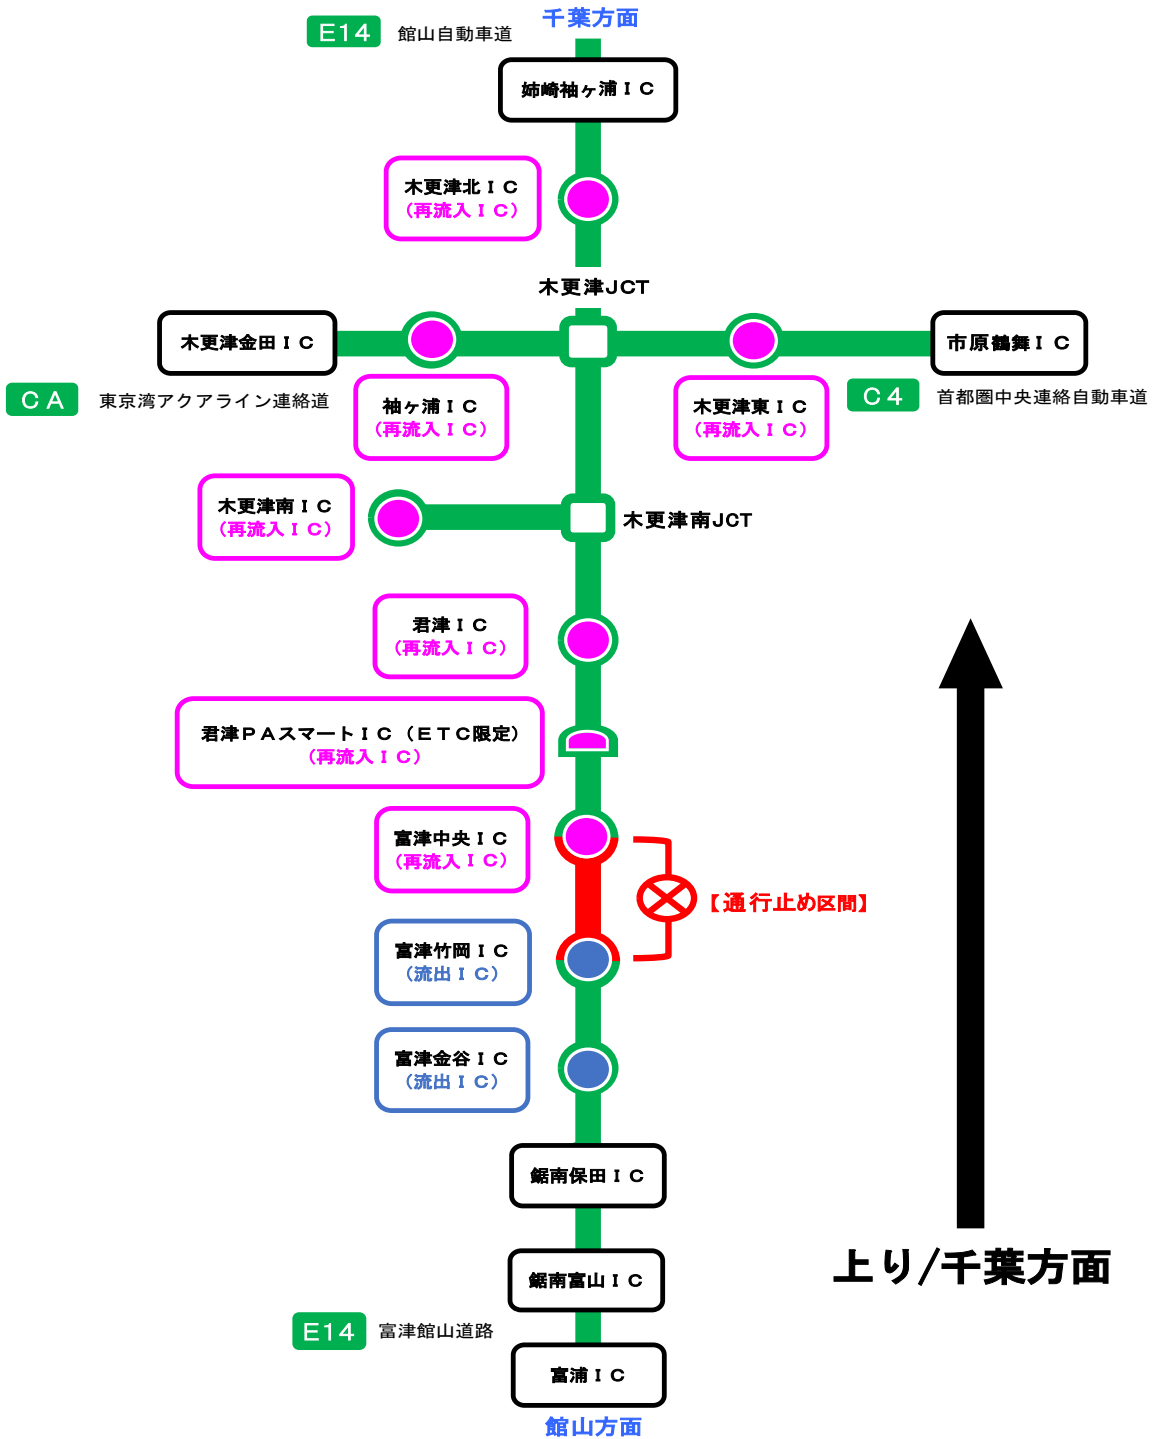 千葉方面
E14 館山自動車道
姉崎袖ヶ浦ＩＣ
木更津北ＩＣ
（再流入ＩＣ）
木更津JCT
木更津金田ＩＣ
市原鶴舞ＩＣ
ＣＡ 東京湾アクアライン連絡道
袖ヶ浦ＩＣ
（再流入ＩＣ）
木更津東ＩＣ
（再流入ＩＣ）
C4 首都圏中央連絡自動車道
木更津南ＩＣ
（再流入ＩＣ）
木更津南JCT
君津ＩＣ
（再流入ＩＣ）
君津ＰＡスマートＩＣ（ＥＴＣ限定）
（再流入ＩＣ）
富津中央ＩＣ
（再流入ＩＣ）
【通行止め区間】
富津竹岡ＩＣ
（流出ＩＣ）
富津金谷ＩＣ
（流出ＩＣ）
鋸南保田ＩＣ
上り/千葉方面
鋸南富山ＩＣ
E14 富津館山道路
富浦ＩＣ
館山方面